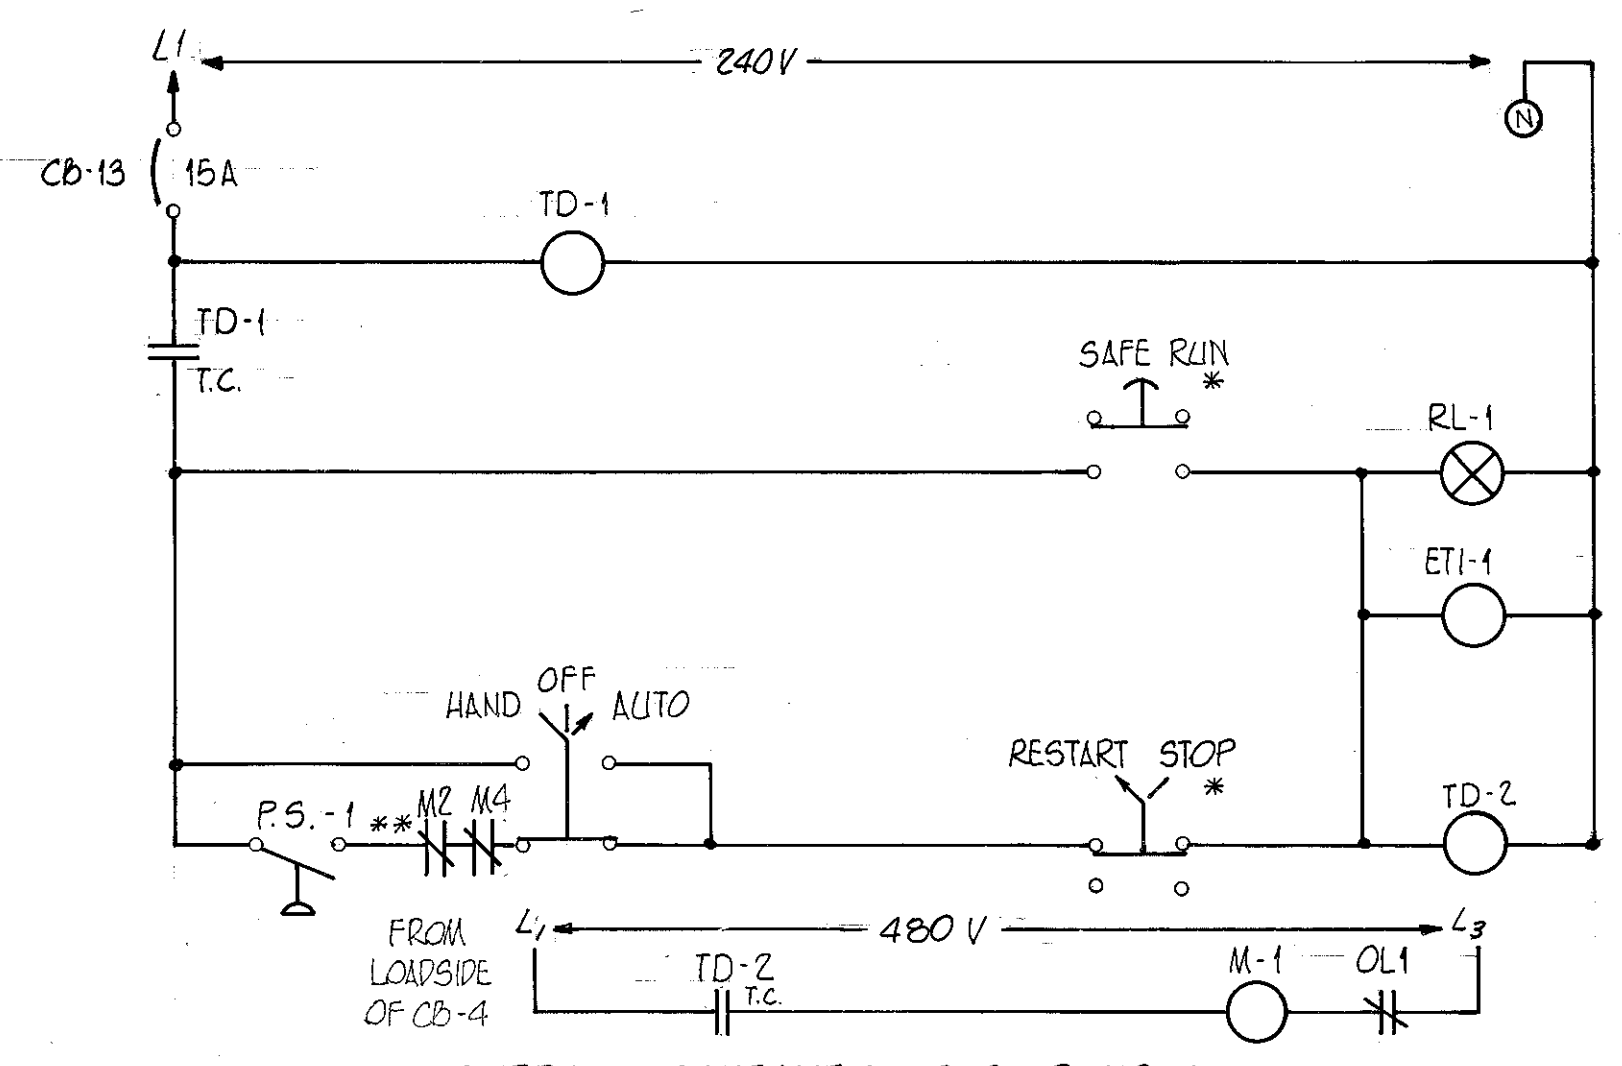 L1 240V
N
CB-13 15A
TD-1
TD-1
T.C.
SAFE RUN
*
RL-1
ETI-1
OFF
HAND AUTO
RESTART STOP
*
P.S.-1 ** M2 M4
TD-2
FROM
LOADSIDE
OF CB-4
L1 480 V L3
TD-2
T.C.
M-1 OL1